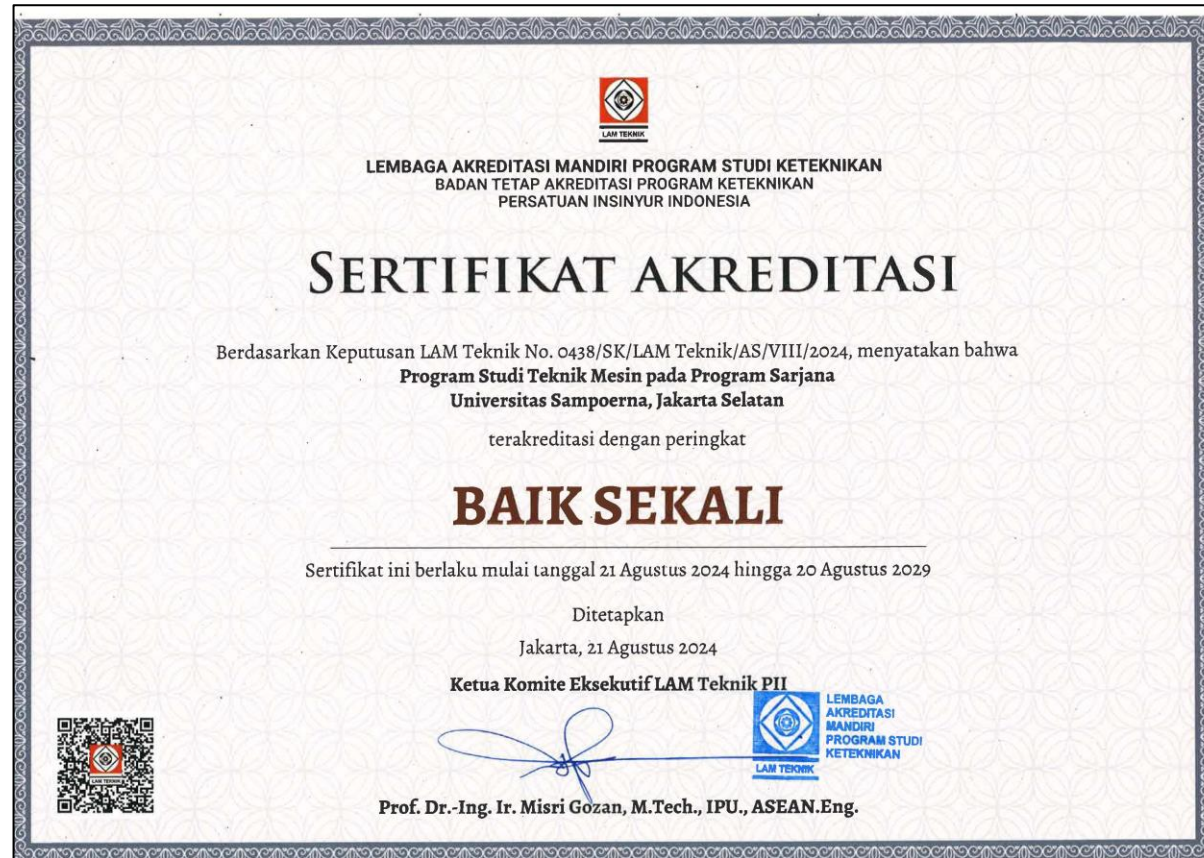 LAM TEKNIK
LEMBAGA AKREDITASI MANDIRI PROGRAM STUDI KETEKNIKAN
BADAN TETAP AKREDITASI PROGRAM KETEKNIKAN
PERSATUAN INSINYUR INDONESIA
SERTIFIKAT AKREDITASI
Berdasarkan Keputusan LAM Teknik No. 0438/SK/LAM Teknik/AS/VIII/2024, menyatakan bahwa
Program Studi Teknik Mesin pada Program Sarjana
Universitas Sampoerna, Jakarta Selatan
terakreditasi dengan peringkat
BAIK SEKALI
Sertifikat ini berlaku mulai tanggal 21 Agustus 2024 hingga 20 Agustus 2029
Ditetapkan
Jakarta, 21 Agustus 2024
Ketua Komite Eksekutif LAM Teknik PII
LEMBAGA
AKREDITASI
MANDIRI
PROGRAM STUDI
KETEKNIKAN
LAM TEKNIK
LAM TEKNIK
Prof. Dr.-Ing. Ir. Misri Gozan, M.Tech., IPU., ASEAN.Eng.